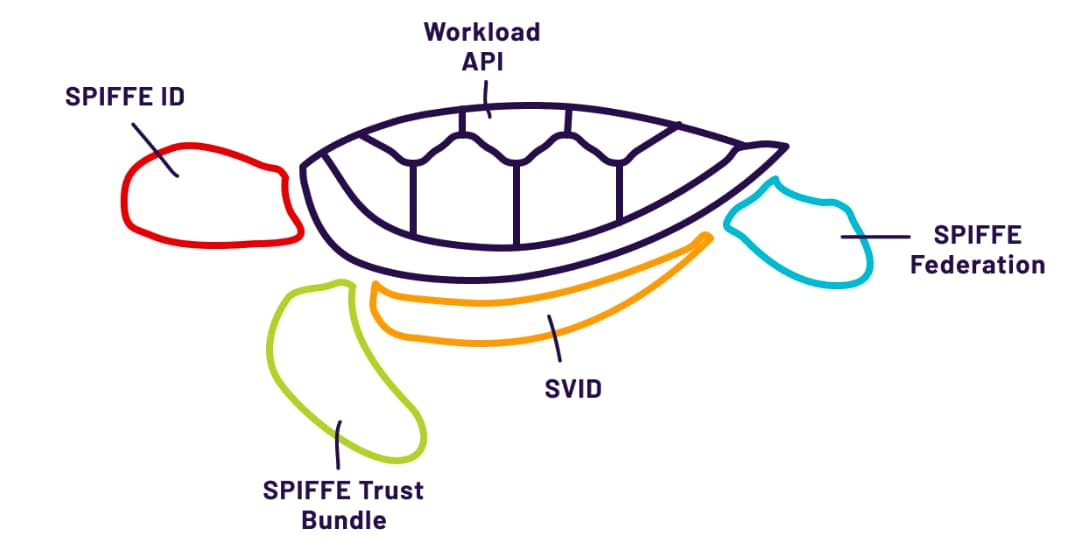 Workload
API
SPIFFE ID
SPIFFE
Federation
SVID
SPIFFE Trust
Bundle